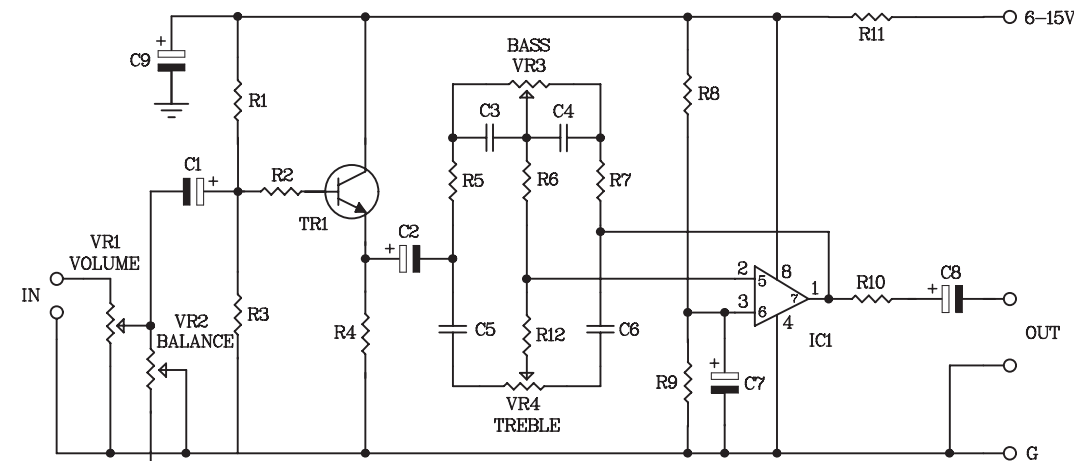 6-15V
R11
C9
+
R1
BASS
VR3
R8
C3
C4
C1
+
R2
R5
R6
R7
TR1
C2
+
VR1
VOLUME
IN
VR2
BALANCE
R3
R4
C5
R12
C6
2
5
8
1
7
3
6
4
IC1
R10
C8
+
OUT
R9
+
C7
VR4
TREBLE
G